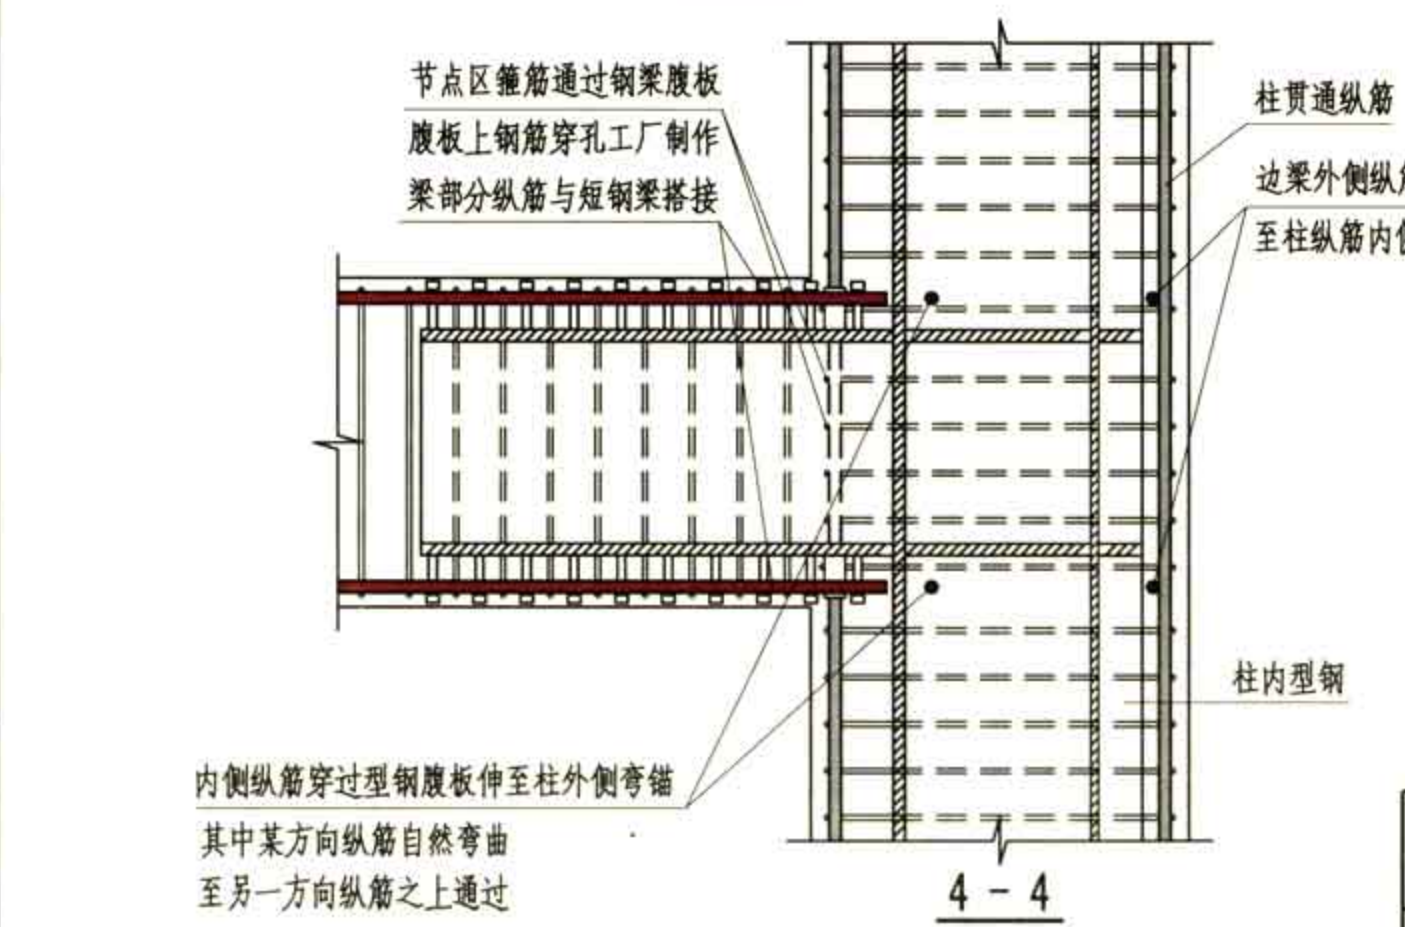 节点区箍筋通过钢梁腹板
腹板上钢筋穿孔工厂制作
梁部分纵筋与短钢梁搭接
柱贯通纵筋
边梁外侧纵
至柱纵筋内
柱内型钢
内侧纵筋穿过型钢腹板伸至柱外侧弯锚
其中某方向纵筋自然弯曲
至另一方向纵筋之上通过
4-4